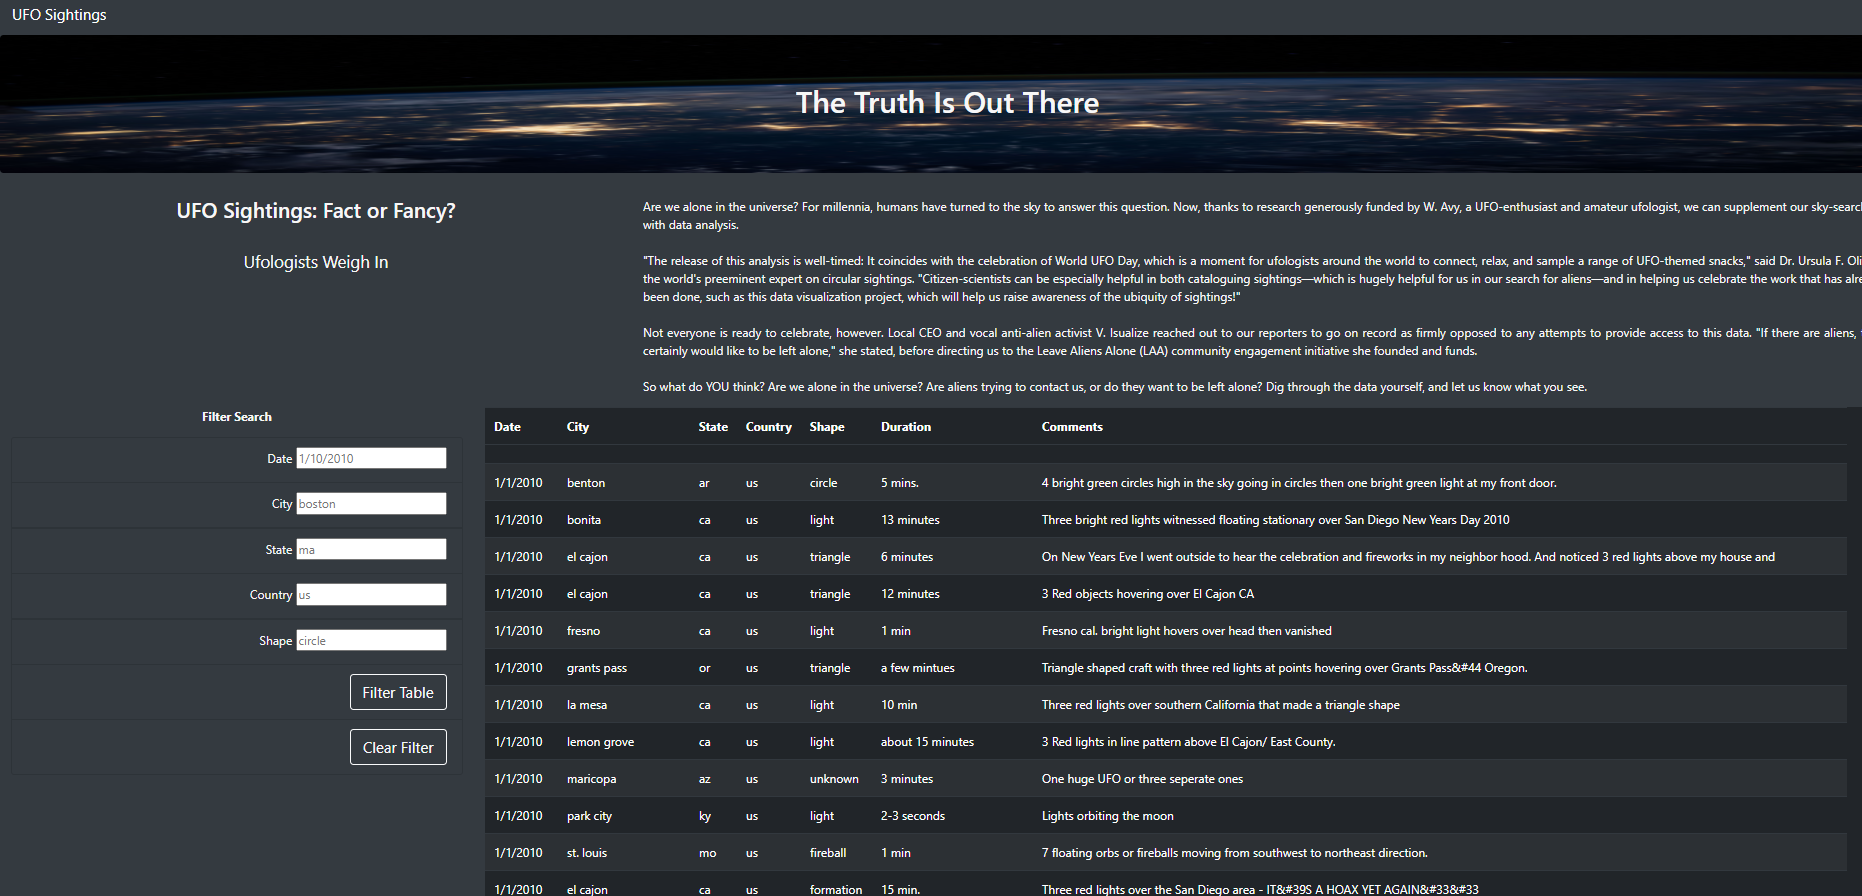 UFO Sightings
The Truth Is Out There
UFO Sightings: Fact or Fancy?
Ufologists Weigh In
Are we alone in the universe? For millennia, humans have turned to the sky to answer this question. Now, thanks to research generously funded by W. Avy, a UFO-enthusiast and amateur ufologist, we can supplement our
with data analysis.
"The release of this analysis is well-timed: It coincides with the celebration of World UFO Day, which is a moment for ufologists around the world to connect, relax, and sample a range of UFO-themed snacks," said Dr. Ursula F.
the world's preeminent expert on circular sightings. "Citizen-scientists can be especially helpful in both cataloguing sightings—which is hugely helpful for us in our search for aliens—and in helping us celebrate the work that has
been done, such as this data visualization project, which will help us raise awareness of the ubiquity of sightings!"
Not everyone is ready to celebrate, however. Local CEO and vocal anti-alien activist V. Isualize reached out to our reporters to go on record as firmly opposed to any attempts to provide access to this data. "If there are aliens,
certainly would like to be left alone," she stated, before directing us to the Leave Aliens Alone (LAA) community engagement initiative she founded and funds.
So what do YOU think? Are we alone in the universe? Are aliens trying to contact us, or do they want to be left alone? Dig through the data yourself, and let us know what you see.
Filter Search
Date 1/10/2010
City boston
State ma
Country us
Shape circle
Filter Table
Clear Filter
Date City State Country Shape Duration Comments
1/1/2010 benton ar us circle 5 mins. 4 bright green circles high in the sky going in circles then one bright green light at my front door.
1/1/2010 bonita ca us light 13 minutes Three bright red lights witnessed floating stationary over San Diego New Years Day 2010
1/1/2010 el cajon ca us triangle 6 minutes On New Years Eve I went outside to hear the celebration and fireworks in my neighbor hood. And noticed 3 red lights above my house and
1/1/2010 el cajon ca us triangle 12 minutes 3 Red objects hovering over El Cajon CA
1/1/2010 fresno ca us light 1 min Fresno cal. bright light hovers over head then vanished
1/1/2010 grants pass or us triangle a few mintues Triangle shaped craft with three red lights at points hovering over Grants Pass&#44 Oregon.
1/1/2010 la mesa ca us light 10 min Three red lights over southern California that made a triangle shape
1/1/2010 lemon grove ca us light about 15 minutes 3 Red lights in line pattern above El Cajon/ East County.
1/1/2010 maricopa az us unknown 3 minutes One huge UFO or three seperate ones
1/1/2010 park city ky us light 2-3 seconds Lights orbiting the moon
1/1/2010 st. louis mo us fireball 1 min 7 floating orbs or fireballs moving from southwest to northeast direction.
1/1/2010 el cajon ca us formation 15 min. Three red lights over the San Diego area - IT&#39S A HOAX YET AGAIN&#33&#33